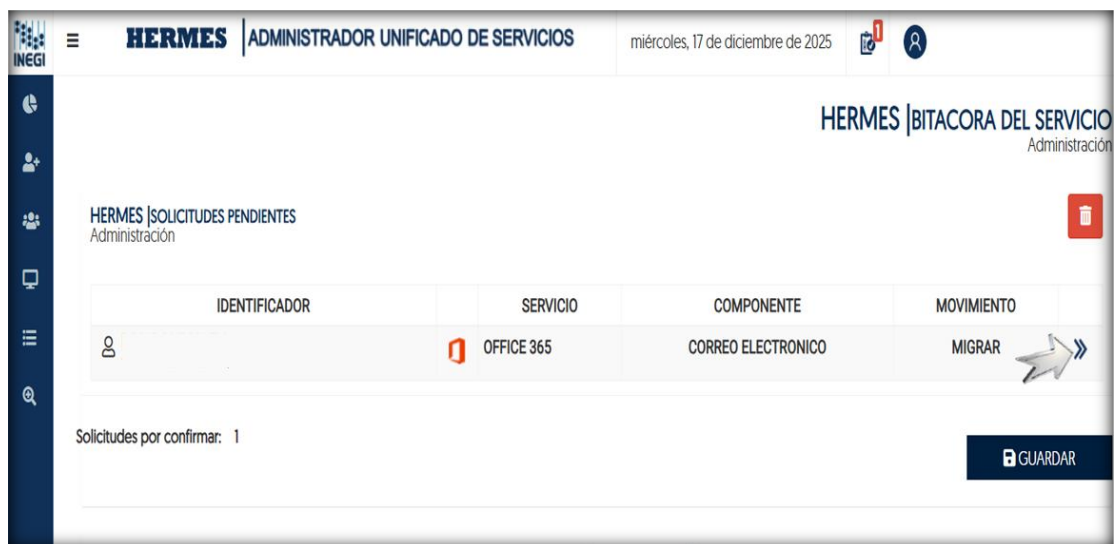 INEGI
HERMES |ADMINISTRADOR UNIFICADO DE SERVICIOS
miércoles, 17 de diciembre de 2025
1
HERMES |BITACORA DEL SERVICIO
Administración
HERMES |SOLICITUDES PENDIENTES
Administración
IDENTIFICADOR SERVICIO COMPONENTE MOVIMIENTO
OFFICE 365 CORREO ELECTRONICO MIGRAR
Solicitudes por confirmar: 1
GUARDAR